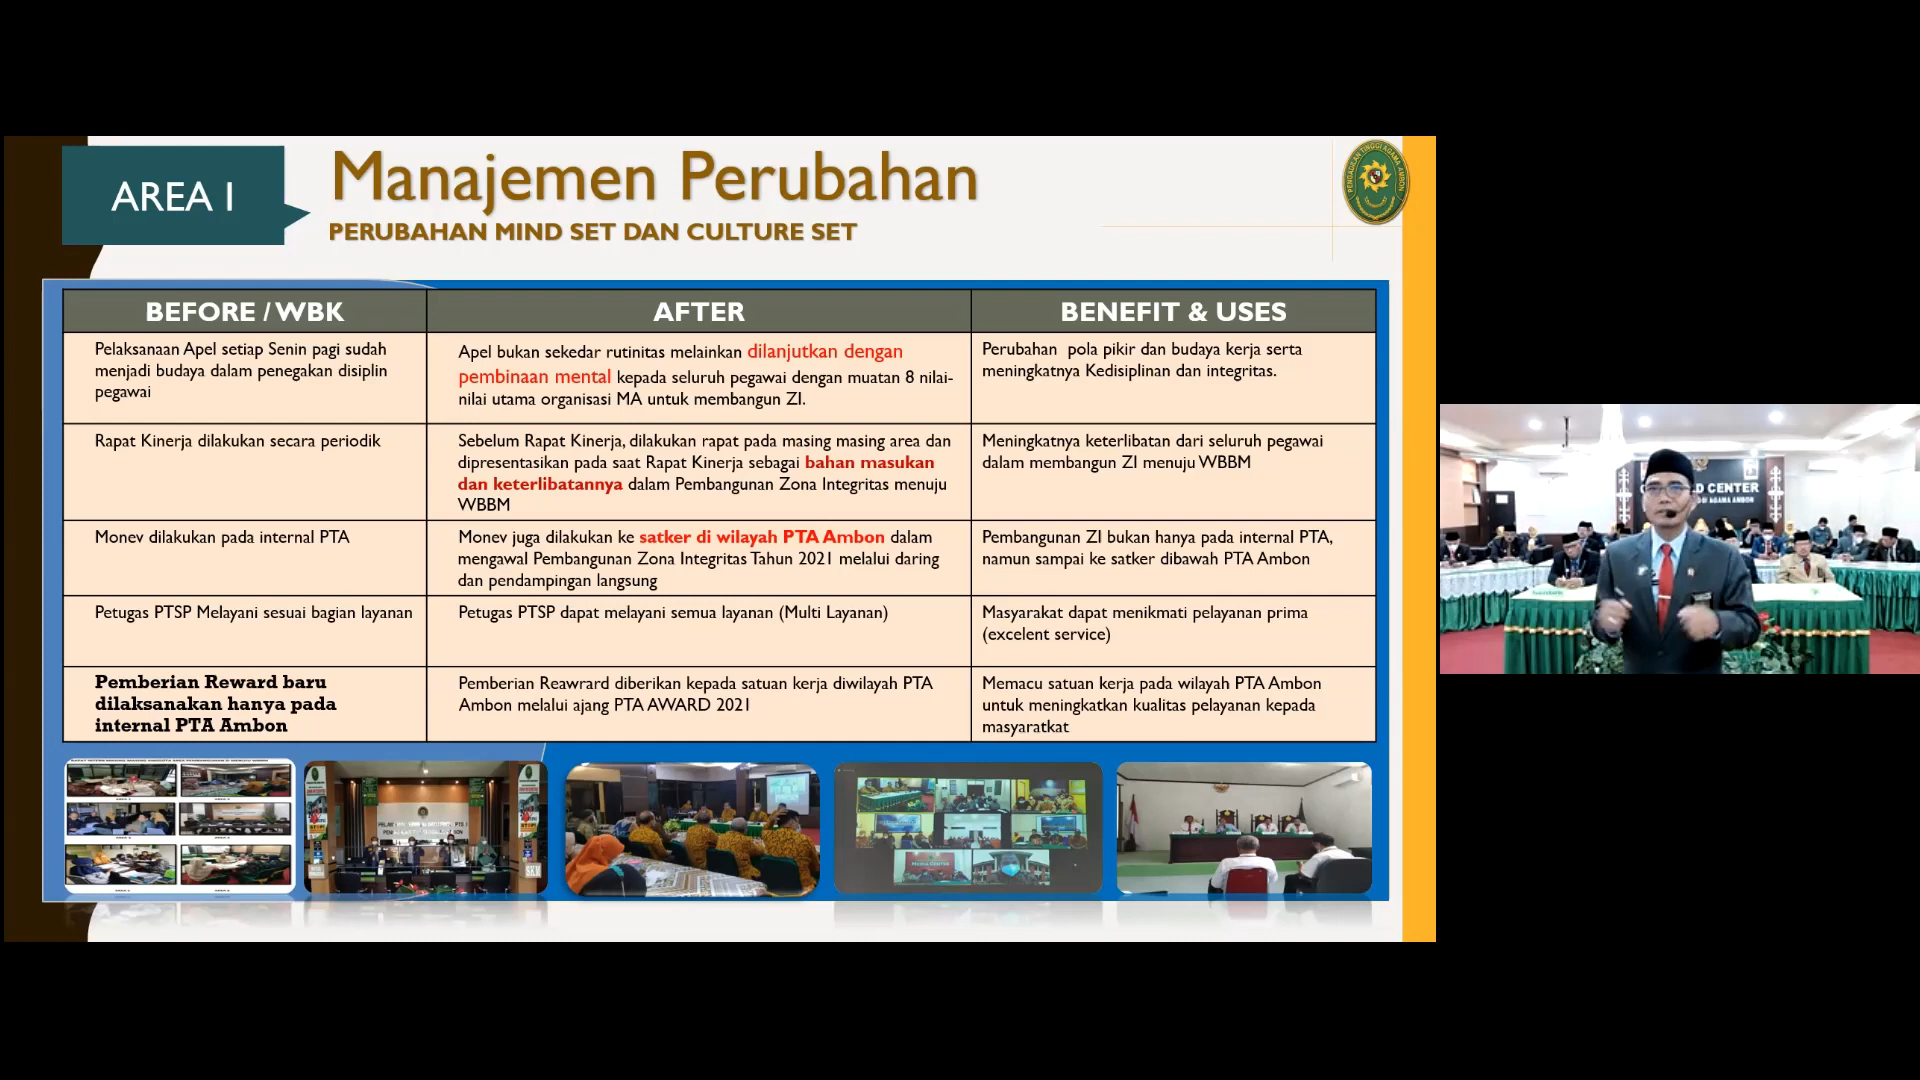 AREA I
Manajemen Perubahan
PERUBAHAN MIND SET DAN CULTURE SET
PENGADILAN TINGGI AGAMA AMBON
BEFORE / WBK
AFTER
BENEFIT & USES
Pelaksanaan Apel setiap Senin pagi sudah
menjadi budaya dalam penegakan disiplin
pegawai
Apel bukan sekedar rutinitas melainkan dilanjutkan dengan
pembinaan mental kepada seluruh pegawai dengan muatan 8 nilai-
nilai utama organisasi MA untuk membangun ZI.
Perubahan pola pikir dan budaya kerja serta
meningkatnya Kedisiplinan dan integritas.
Rapat Kinerja dilakukan secara periodik
Sebelum Rapat Kinerja, dilakukan rapat pada masing masing area dan
dipresentasikan pada saat Rapat Kinerja sebagai bahan masukan
dan keterlibatannya dalam Pembangunan Zona Integritas menuju
WBBM
Meningkatnya keterlibatan dari seluruh pegawai
dalam membangun ZI menuju WBBM
Monev dilakukan pada internal PTA
Monev juga dilakukan ke satker di wilayah PTA Ambon dalam
mengawal Pembangunan Zona Integritas Tahun 2021 melalui daring
dan pendampingan langsung
Pembangunan ZI bukan hanya pada internal PTA,
namun sampai ke satker dibawah PTA Ambon
Petugas PTSP Melayani sesuai bagian layanan
Petugas PTSP dapat melayani semua layanan (Multi Layanan)
Masyarakat dapat menikmati pelayanan prima
(excelent service)
Pemberian Reward baru
dilaksanakan hanya pada
internal PTA Ambon
Pemberian Reawrard diberikan kepada satuan kerja diwilayah PTA
Ambon melalui ajang PTA AWARD 2021
Memacu satuan kerja pada wilayah PTA Ambon
untuk meningkatkan kualitas pelayanan kepada
masyaratkat
MEDIA CENTER
D CENTER
AGAMA AMBON